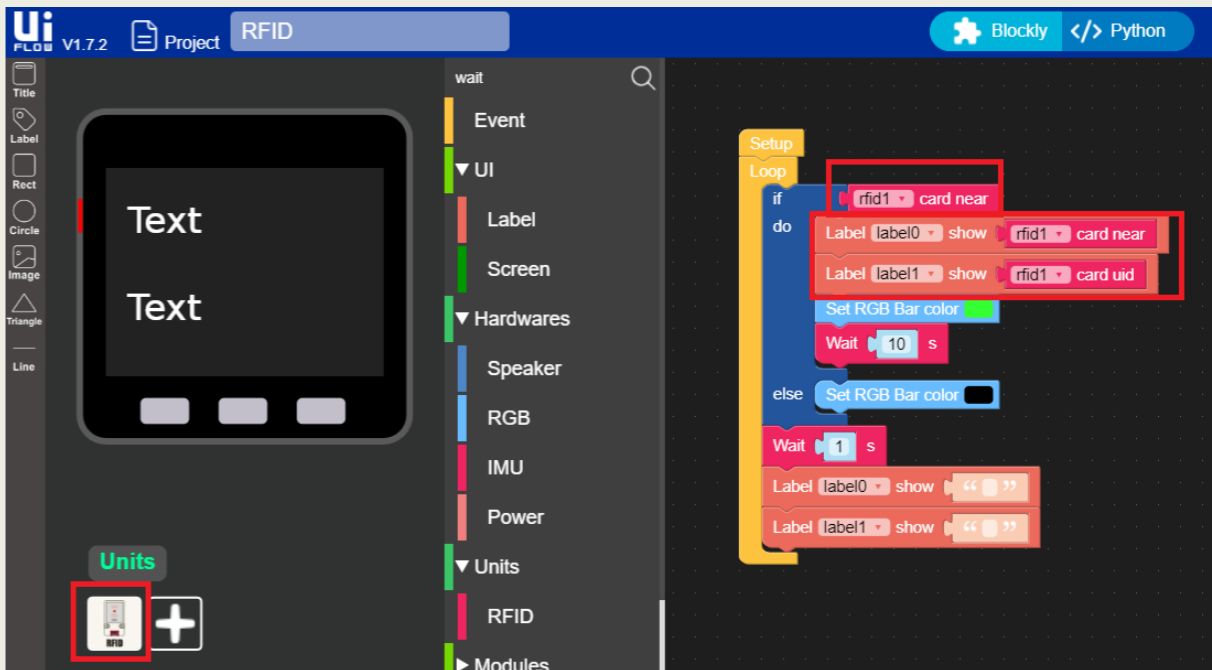 UiFLOW V1.7.2 Project RFID Blockly </> Python
Title
Label
Rect
Circle
Image
Triangle
Line
Text
Text
Units
RFID
wait
Event
UI
Label
Screen
Hardwares
Speaker
RGB
IMU
Power
Units
RFID
Modules
Setup
Loop
if rfid1 card near
do Label label0 show rfid1 card near
Label label1 show rfid1 card uid
Set RGB Bar color
Wait 10 s
else Set RGB Bar color
Wait 1 s
Label label0 show “ ”
Label label1 show “ ”